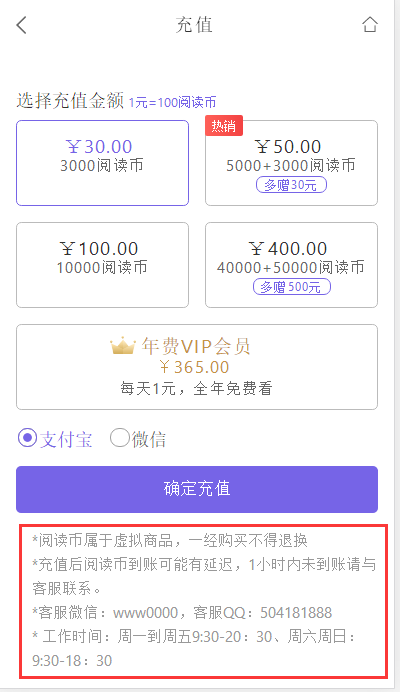 充值
选择充值金额 1元=100阅读币
热销
￥30.00
3000阅读币
￥50.00
5000+3000阅读币
多赠30元
￥100.00
10000阅读币
￥400.00
40000+50000阅读币
多赠500元
年费VIP会员
￥365.00
每天1元，全年免费看
支付宝
微信
确定充值
*阅读币属于虚拟商品，一经购买不得退换
*充值后阅读币到账可能有延迟，1小时内未到账请与
客服联系。
*客服微信：www0000，客服QQ：504181888
* 工作时间：周一到周五9:30-20：30、周六周日：
9:30-18：30